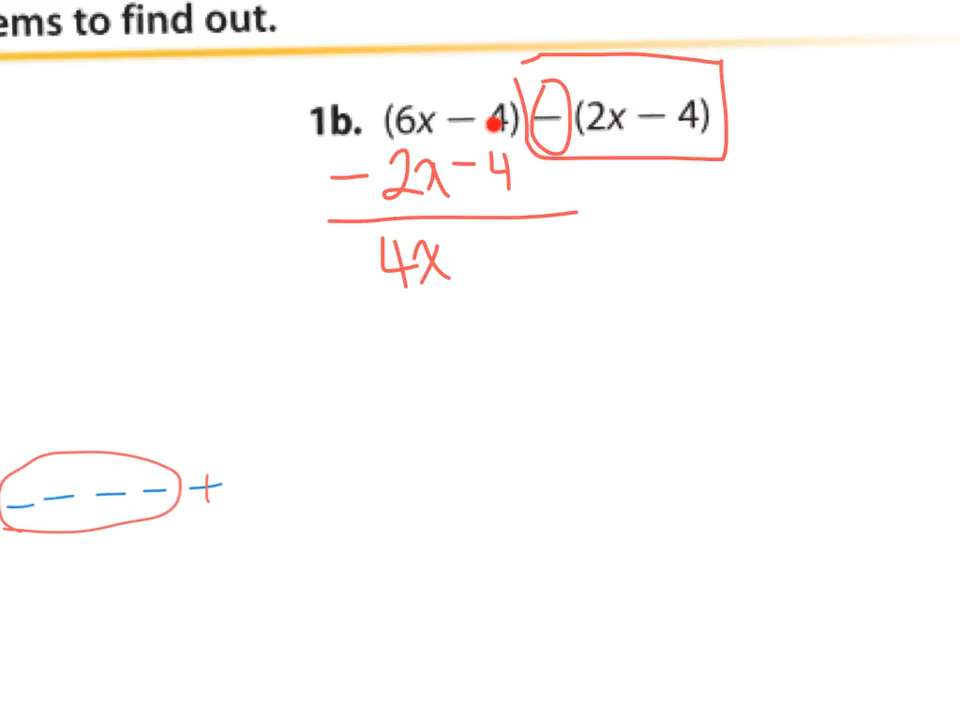 ems to find out.
1b. (6x − 4) − (2x − 4)
− 2x − 4
4x
− − − − +